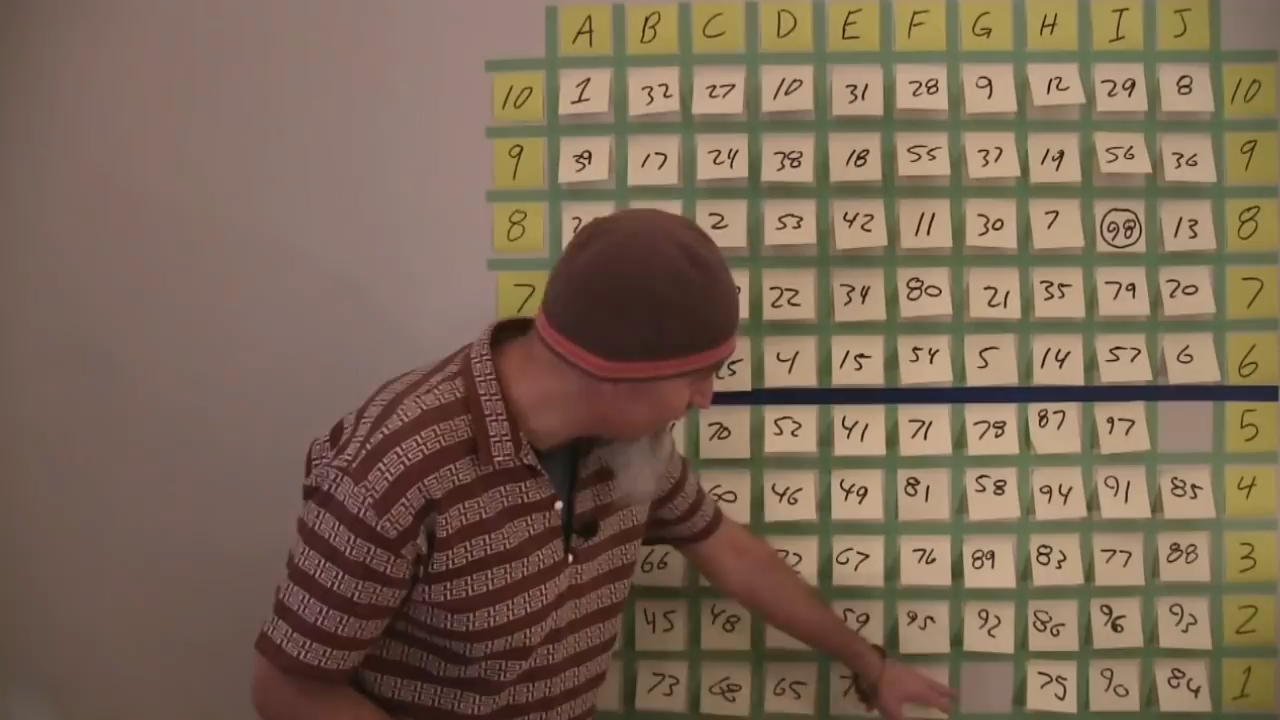 A B C D E F G H I J
10 1 32 27 10 31 28 9 12 29 8 10
9 39 17 24 38 18 55 37 19 56 36 9
8 2 53 42 11 30 7 98 13 8
7 22 34 80 21 35 79 20 7
4 15 54 5 14 57 6 6
70 52 41 71 78 87 97 5
60 46 49 81 58 94 91 85 4
66 67 76 89 83 77 88 3
45 48 59 95 92 86 96 93 2
73 68 65 75 90 84 1